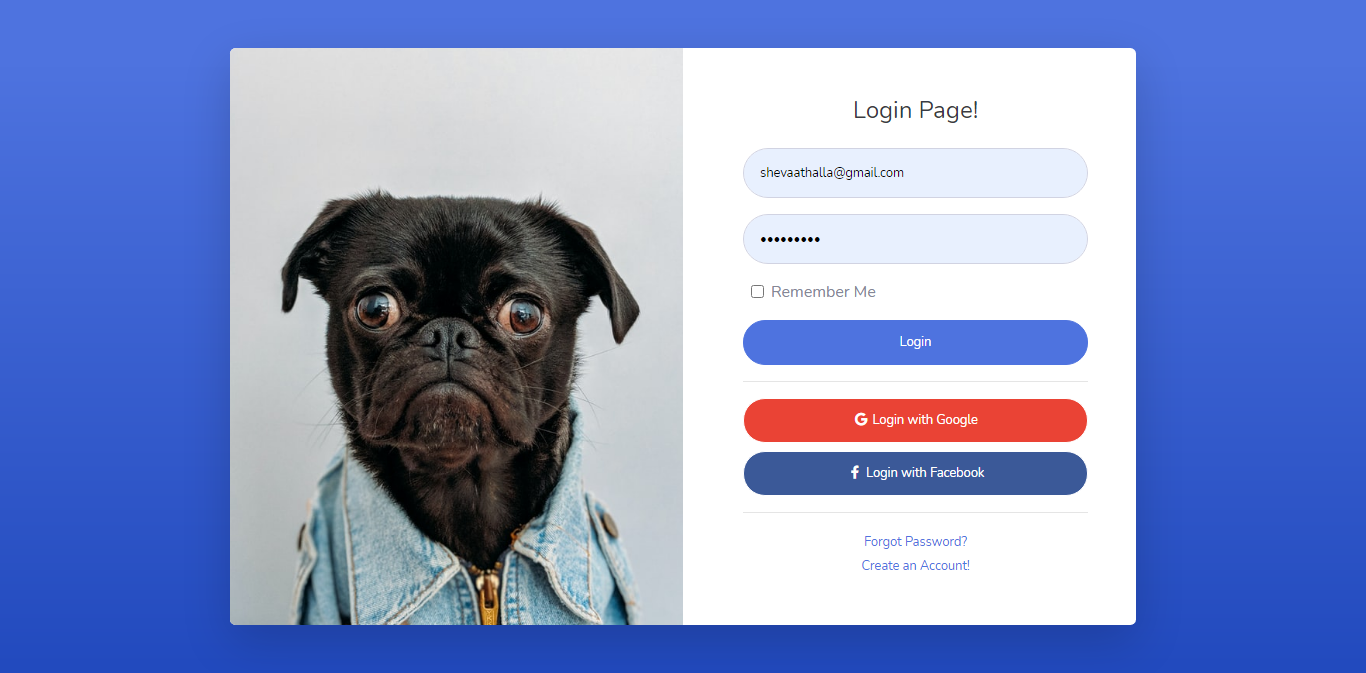 Login Page!
shevaathalla@gmail.com
•••••••••
Remember Me
Login
Login with Google
Login with Facebook
Forgot Password?
Create an Account!